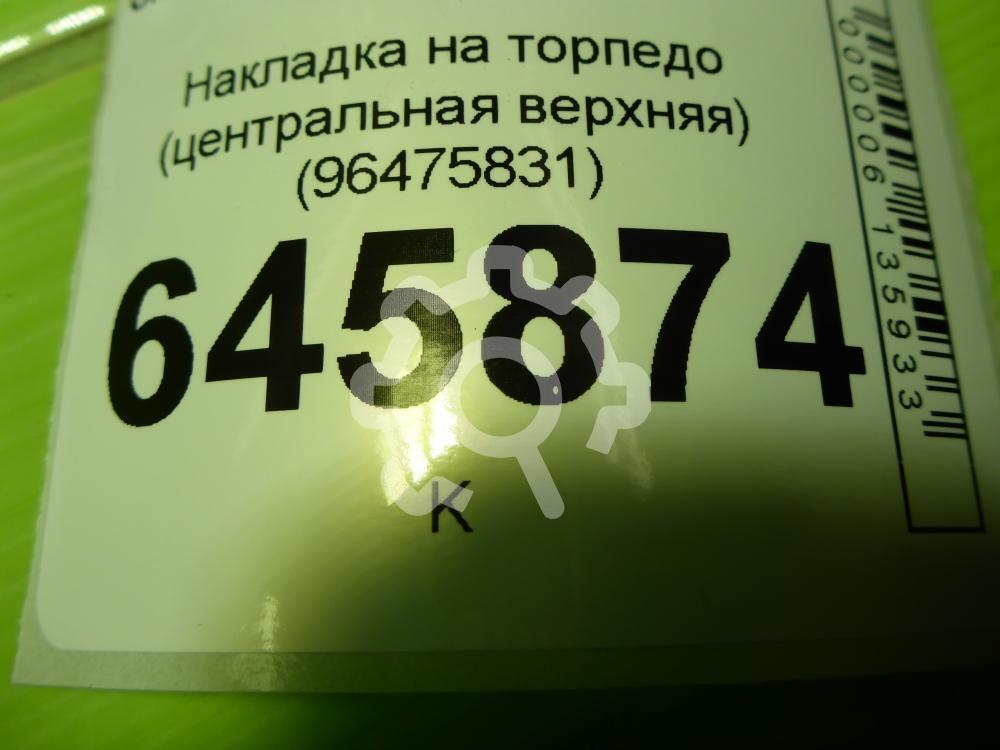 Накладка на торпедо
(центральная верхняя)
(96475831)
645874
К
000006 135933